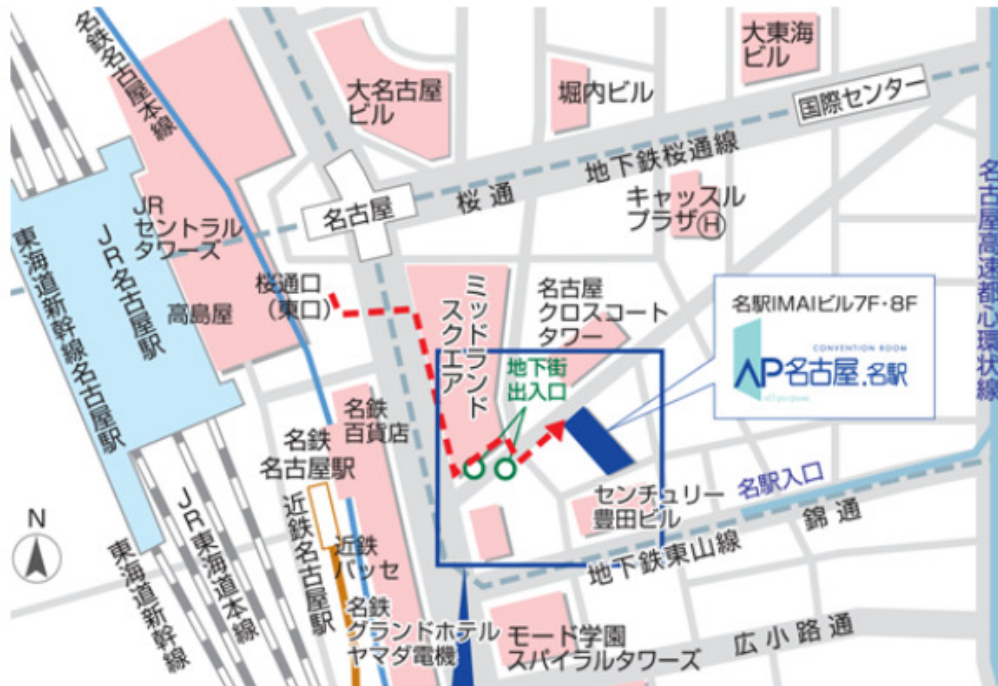 名鉄名古屋本線
大名古屋
ビル
堀内ビル
大東海
ビル
国際センター
地下鉄桜通線
桜通
名古屋
キャッスル
プラザ Ⓗ
名古屋高速都心環状線
JR
セントラル
タワーズ
JR名古屋駅
東海道新幹線名古屋駅
高島屋
桜通口
(東口)
ミッドランド
スクエア
名古屋
クロスコート
タワー
名駅IMAIビル7F・8F
CONVENTION ROOM
AP名古屋.名駅
all-purpose
地下街
出入口
名鉄
百貨店
名鉄
名古屋駅
近鉄名古屋駅
近鉄
パッセ
センチュリー
豊田ビル
名駅入口
錦通
地下鉄東山線
N
JR東海道本線
東海道新幹線
名鉄
グランドホテル
ヤマダ電機
モード学園
スパイラルタワーズ
広小路通